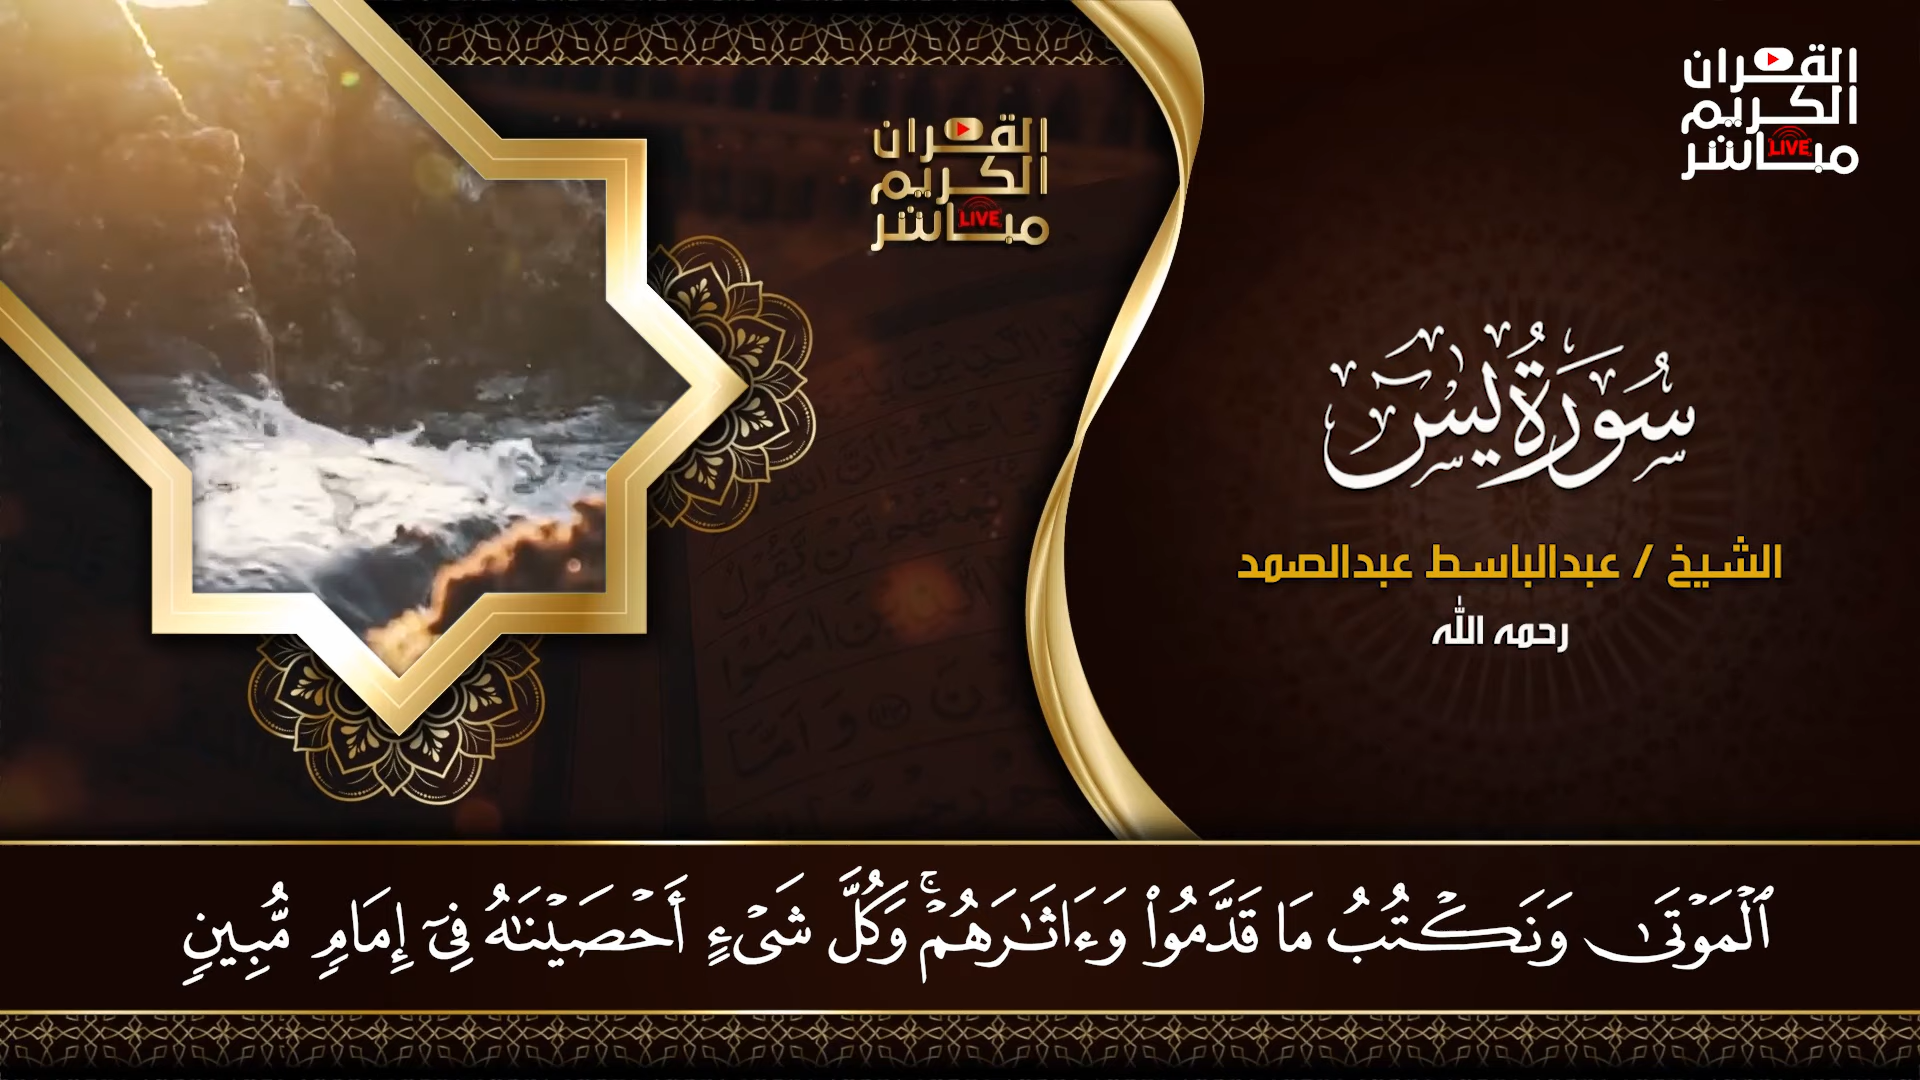 القرآن
الكريم
مباشر
LIVE
القرآن
الكريم
مباشر
LIVE
سُورَةُ يس
الشيخ / عبدالباسط عبدالصمد
رحمه الله
ٱلْمَوْتَىٰ وَنَكْتُبُ مَا قَدَّمُوا۟ وَءَاثَـٰرَهُمْ ۚ وَكُلَّ شَىْءٍ أَحْصَيْنَـٰهُ فِىٓ إِمَامٍ مُّبِينٍ